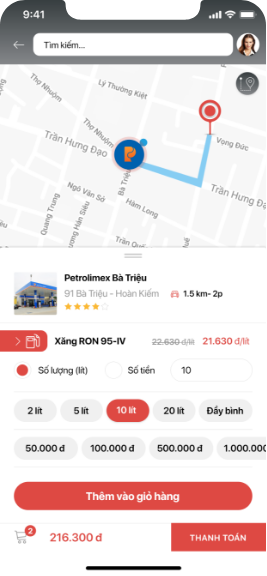 9:41
Tìm kiếm...
Lý Thường Kiệt
Thợ Nhuộm
Thợ Nhuộm
Trần Hưng Đạo
Vọng Đức
Bà Triệu
Ngô Văn Sở
Hàm Long
Trần Hưng Đạo
Quang Trung
Trần Quốc
Petrolimex Bà Triệu
91 Bà Triệu - Hoàn Kiếm 1.5 km- 2p
Xăng RON 95-IV 22.630 đ/lít 21.630 đ/lít
Số lượng (lít) Số tiền 10
2 lít 5 lít 10 lít 20 lít Đầy bình
50.000 đ 100.000 đ 500.000 đ 1.000.000
Thêm vào giỏ hàng
2
216.300 đ THANH TOÁN